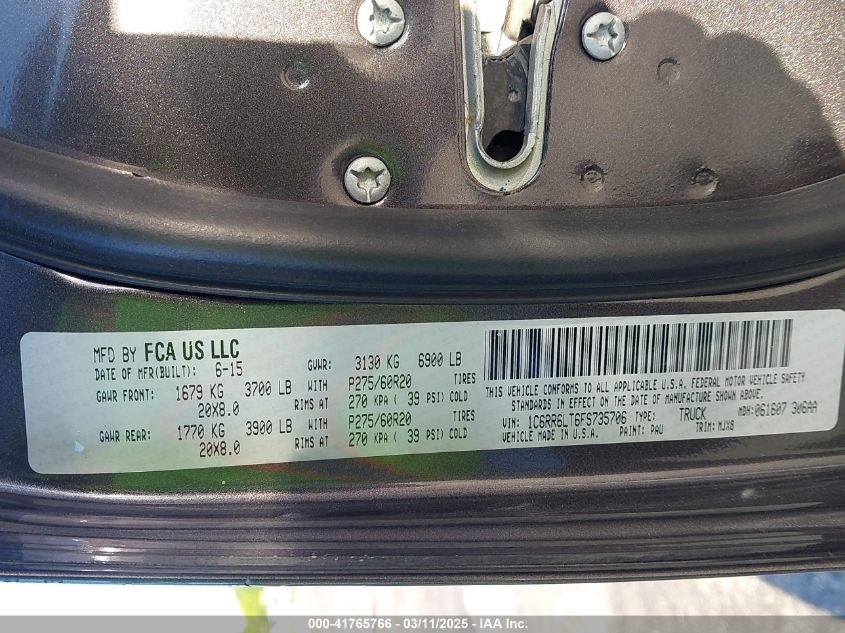 MFD BY FCA US LLC
DATE OF MFR(BUILT): 6-15 GVWR: 3130 KG 6900 LB
GAWR FRONT: 1679 KG 3700 LB WITH P275/60R20 TIRES
20X8.0 RIMS AT 270 KPA ( 39 PSI) COLD
GAWR REAR: 1770 KG 3900 LB WITH P275/60R20 TIRES
20X8.0 RIMS AT 270 KPA ( 39 PSI) COLD
THIS VEHICLE CONFORMS TO ALL APPLICABLE U.S.A. FEDERAL MOTOR VEHICLE SAFETY
STANDARDS IN EFFECT ON THE DATE OF MANUFACTURE SHOWN ABOVE.
VIN: 1C6RR6LT6FS735706 TYPE: TRUCK MDH: 061607 306AA
VEHICLE MADE IN U.S.A. PAINT: PAU TRIM: MJX8
000-41765766 - 03/11/2025 - IAA Inc.